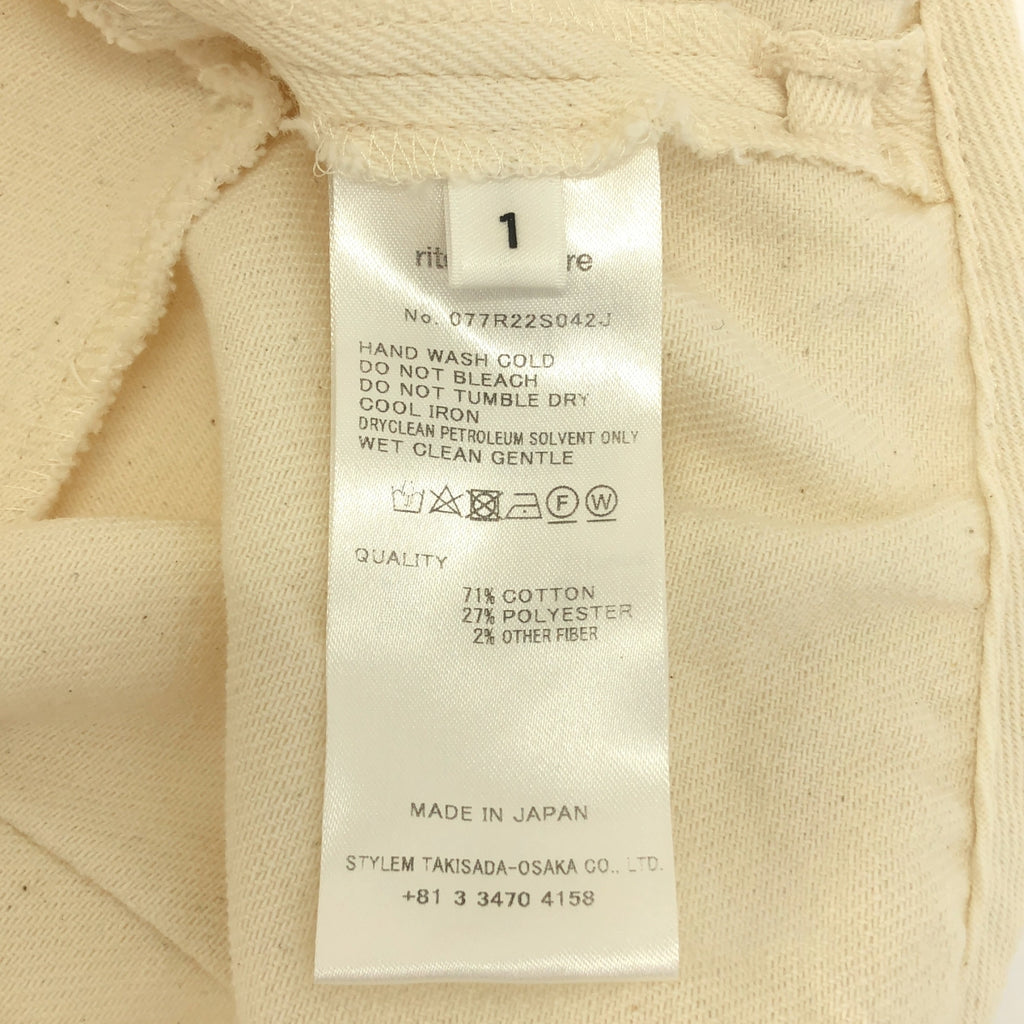 1
No. 077R22S042J
HAND WASH COLD
DO NOT BLEACH
DO NOT TUMBLE DRY
COOL IRON
DRYCLEAN PETROLEUM SOLVENT ONLY
WET CLEAN GENTLE
F W
QUALITY
71% COTTON
27% POLYESTER
2% OTHER FIBER
MADE IN JAPAN
STYLEM TAKISADA-OSAKA CO., LTD.
+81 3 3470 4158